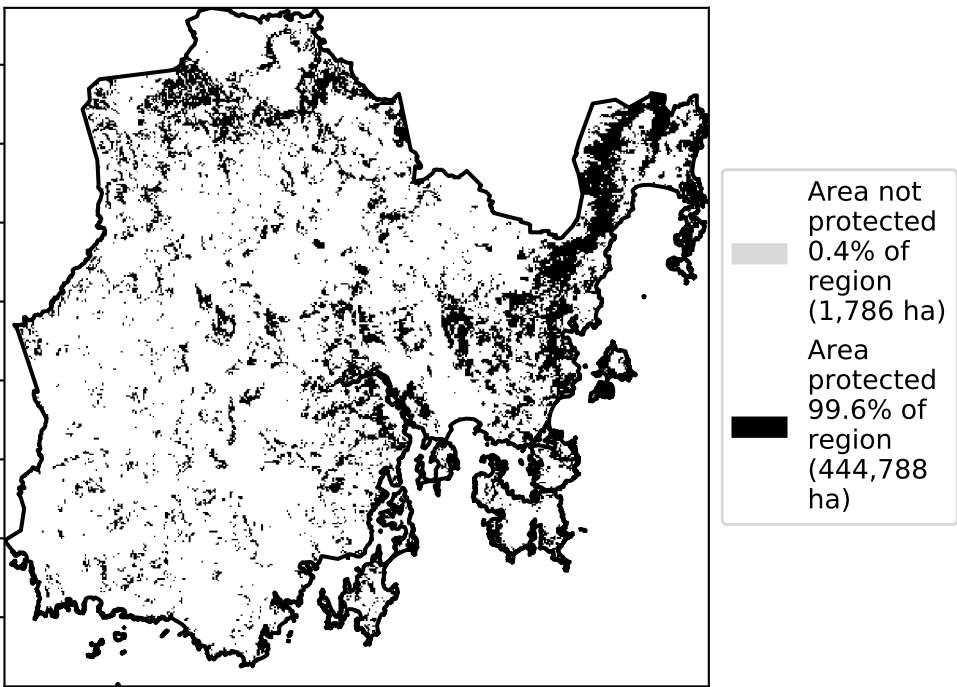 Area not
protected
0.4% of
region
(1,786 ha)
Area
protected
99.6% of
region
(444,788
ha)